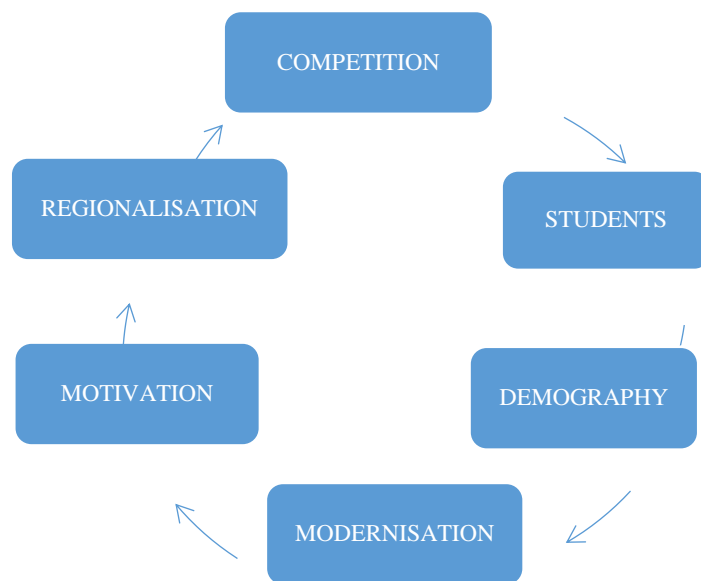 COMPETITION
STUDENTS
DEMOGRAPHY
MODERNISATION
MOTIVATION
REGIONALISATION